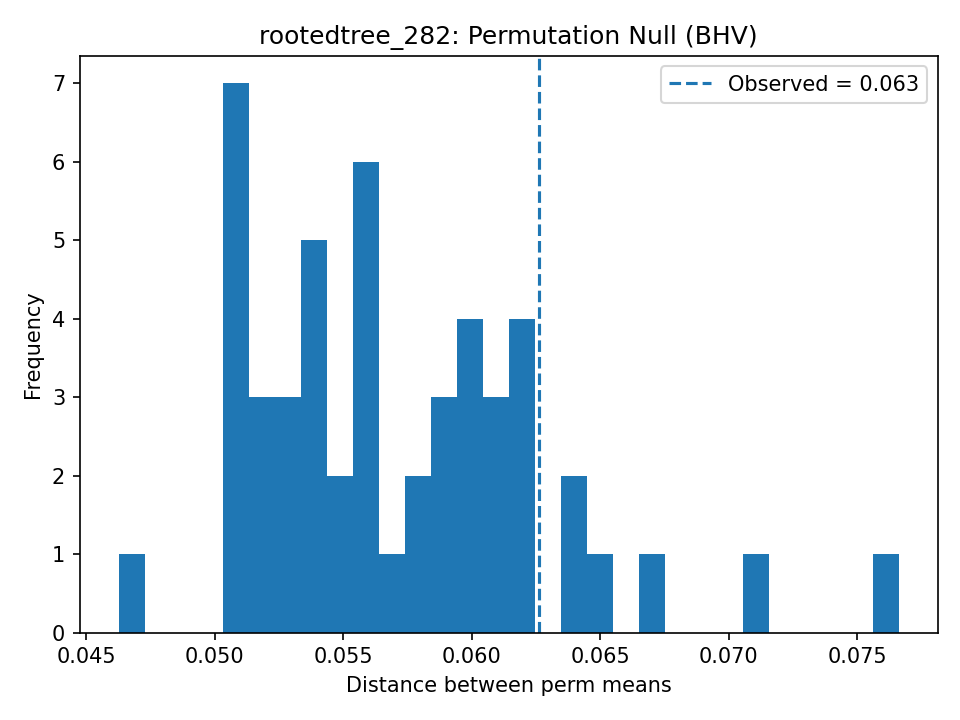 rootedtree_282: Permutation Null (BHV)
Observed = 0.063
7
6
5
4
3
2
1
0
Frequency
0.045 0.050 0.055 0.060 0.065 0.070 0.075
Distance between perm means